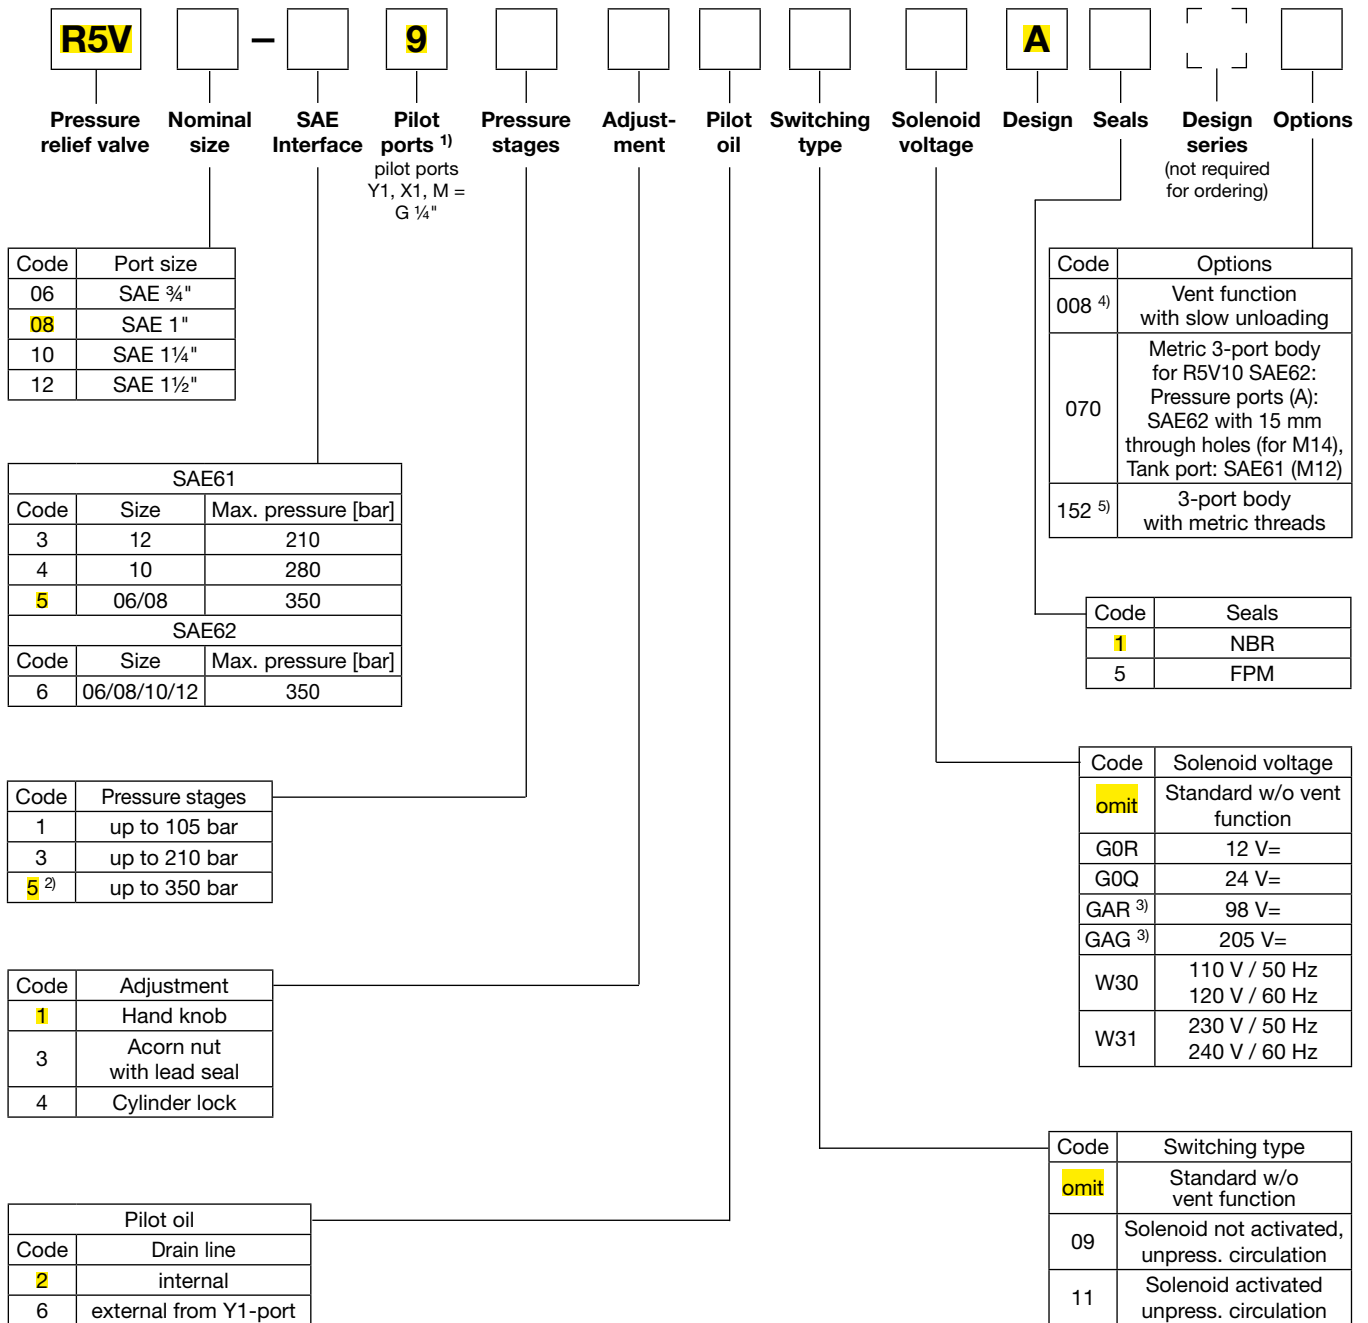 R5V – 9 A
Pressure relief valve
Nominal size
SAE Interface
Pilot ports 1)
pilot ports Y1, X1, M = G ¼"
Pressure stages
Adjust-ment
Pilot oil
Switching type
Solenoid voltage
Design
Seals
Design series
(not required for ordering)
Options
Code Port size
06 SAE ¾"
08 SAE 1"
10 SAE 1¼"
12 SAE 1½"
SAE61
Code Size Max. pressure [bar]
3 12 210
4 10 280
5 06/08 350
SAE62
Code Size Max. pressure [bar]
6 06/08/10/12 350
Code Pressure stages
1 up to 105 bar
3 up to 210 bar
5 2) up to 350 bar
Code Adjustment
1 Hand knob
3 Acorn nut with lead seal
4 Cylinder lock
Pilot oil
Code Drain line
2 internal
6 external from Y1-port
Code Options
008 4) Vent function with slow unloading
070 Metric 3-port body for R5V10 SAE62: Pressure ports (A): SAE62 with 15 mm through holes (for M14), Tank port: SAE61 (M12)
152 5) 3-port body with metric threads
Code Seals
1 NBR
5 FPM
Code Solenoid voltage
omit Standard w/o vent function
G0R 12 V=
G0Q 24 V=
GAR 3) 98 V=
GAG 3) 205 V=
W30 110 V / 50 Hz 120 V / 60 Hz
W31 230 V / 50 Hz 240 V / 60 Hz
Code Switching type
omit Standard w/o vent function
09 Solenoid not activated, unpress. circulation
11 Solenoid activated unpress. circulation